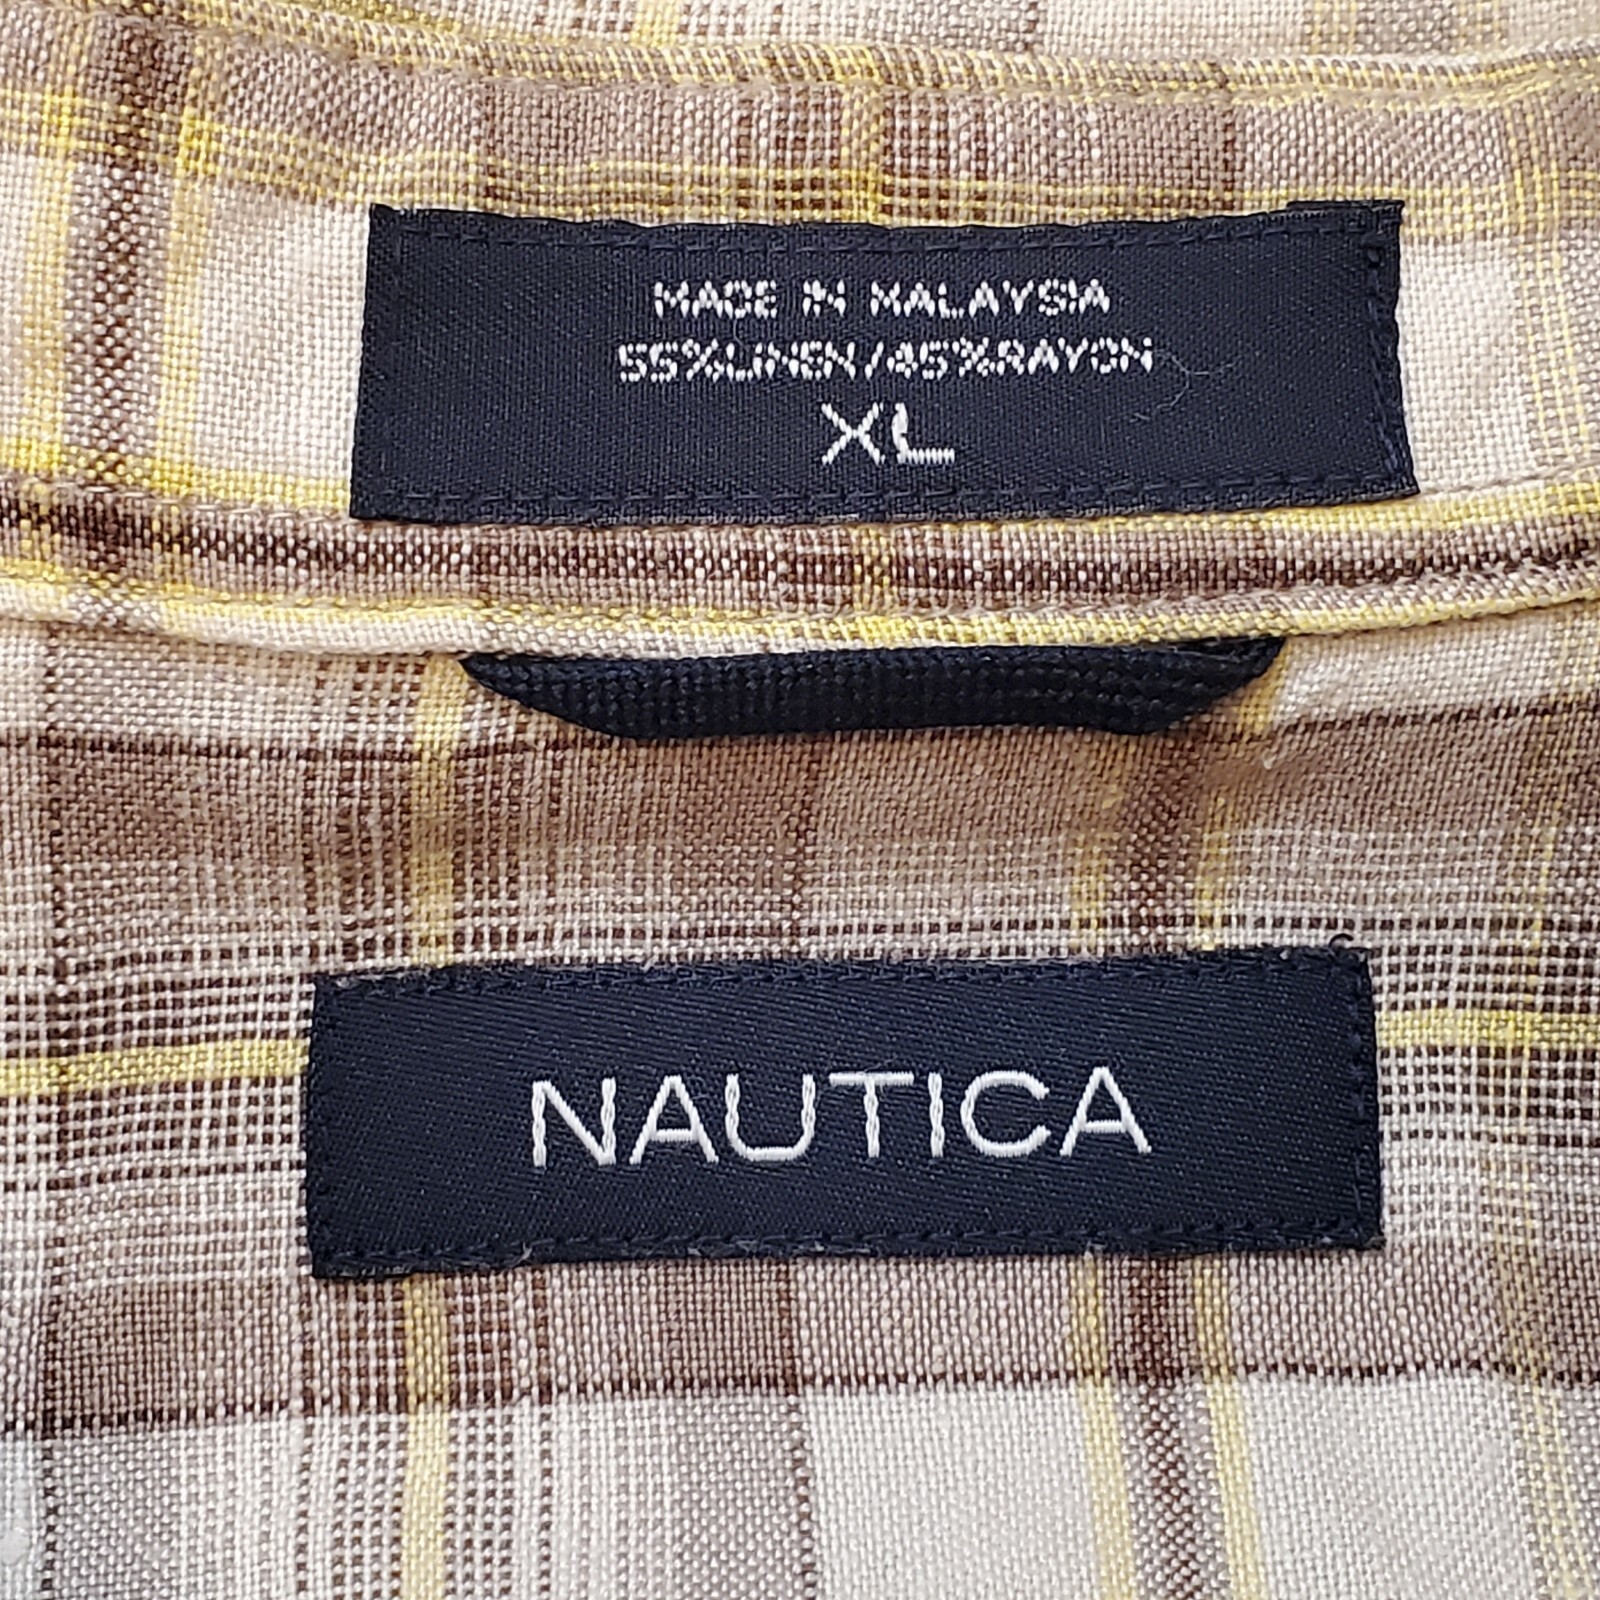 MADE IN MALAYSIA
55%LINEN/45%RAYON
XL
NAUTICA